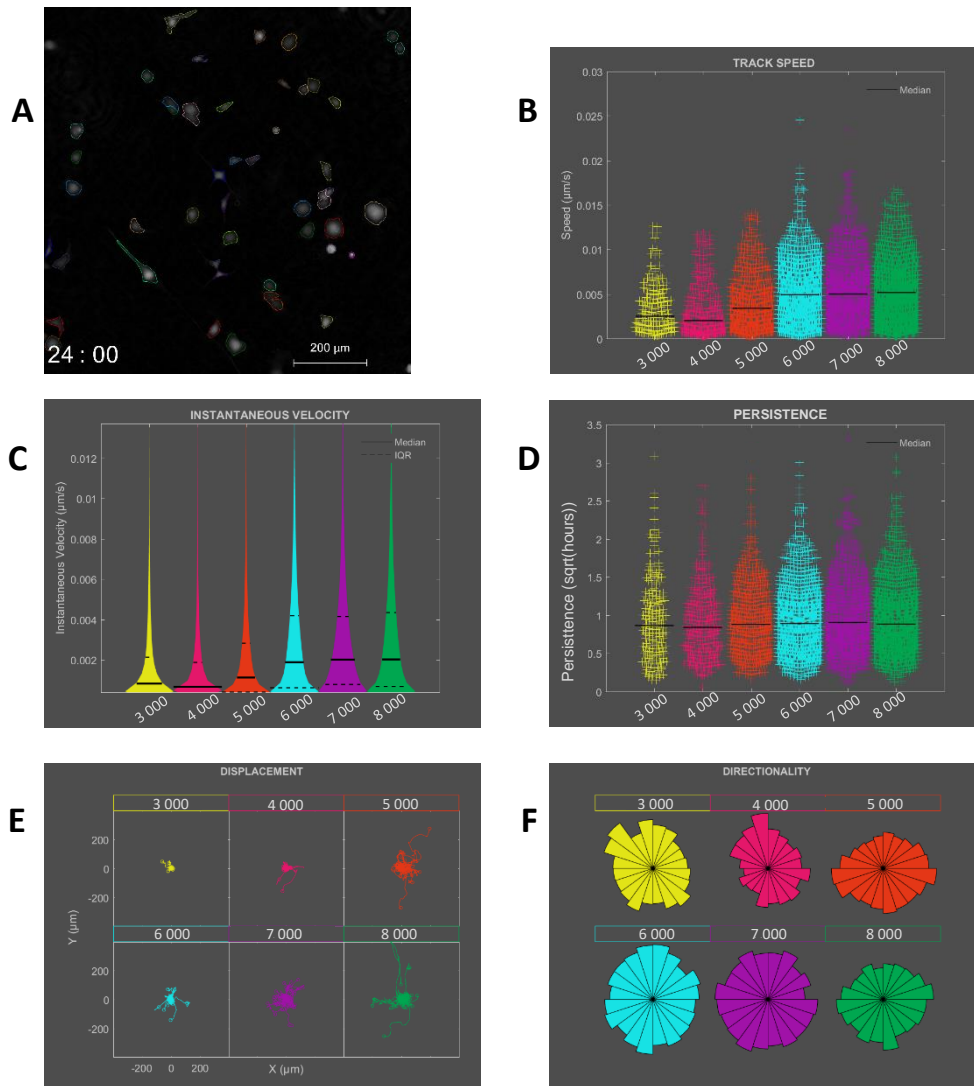 A
24 : 00
200 µm
B
TRACK SPEED
Median
Speed (µm/s)
0.03
0.025
0.02
0.015
0.01
0.005
0
3 000
4 000
5 000
6 000
7 000
8 000
C
INSTANTANEOUS VELOCITY
Median
IQR
Instantaneous Velocity (µm/s)
0.012
0.01
0.008
0.006
0.004
0.002
3 000
4 000
5 000
6 000
7 000
8 000
D
PERSISTENCE
Median
Persisttence (sqrt(hours))
3.5
3
2.5
2
1.5
1
0.5
0
3 000
4 000
5 000
6 000
7 000
8 000
E
DISPLACEMENT
3 000
4 000
5 000
200
0
-200
Y (µm)
6 000
7 000
8 000
200
0
-200
-200
0
200
X (µm)
F
DIRECTIONALITY
3 000
4 000
5 000
6 000
7 000
8 000